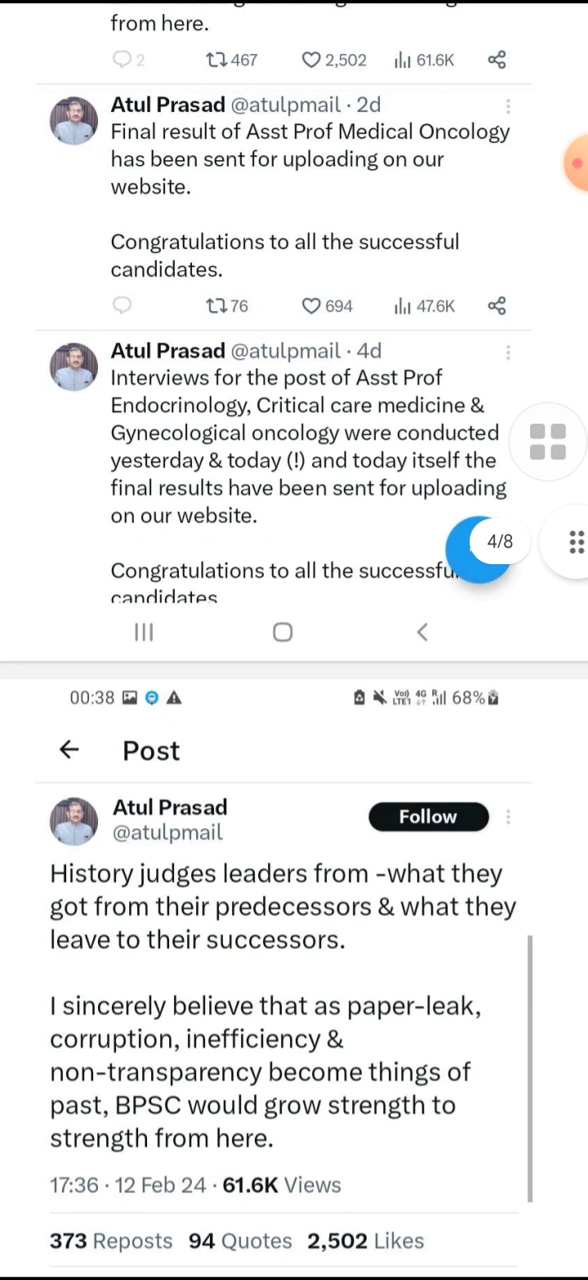 from here.
2 467 2,502 61.6K
Atul Prasad @atulpmail · 2d
Final result of Asst Prof Medical Oncology
has been sent for uploading on our
website.
Congratulations to all the successful
candidates.
76 694 47.6K
Atul Prasad @atulpmail · 4d
Interviews for the post of Asst Prof
Endocrinology, Critical care medicine &
Gynecological oncology were conducted
yesterday & today (!) and today itself the
final results have been sent for uploading
on our website.
4/8
Congratulations to all the successfu
candidates
00:38 Vo) LTE1 4G R 68%
Post
Atul Prasad
@atulpmail
Follow
History judges leaders from -what they
got from their predecessors & what they
leave to their successors.
I sincerely believe that as paper-leak,
corruption, inefficiency &
non-transparency become things of
past, BPSC would grow strength to
strength from here.
17:36 · 12 Feb 24 · 61.6K Views
373 Reposts 94 Quotes 2,502 Likes